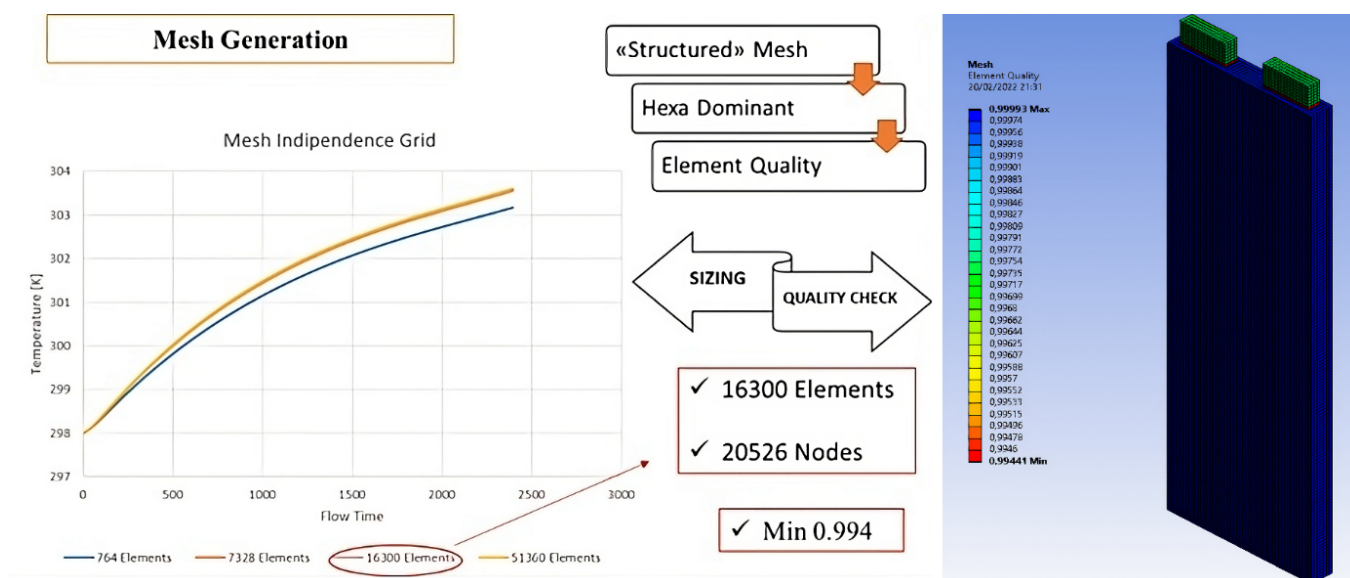 Mesh Generation
«Structured» Mesh
Hexa Dominant
Element Quality
Mesh Indipendence Grid
304
303
302
301
300
299
298
297
Temperature [K]
0 500 1000 1500 2000 2500 3000
Flow Time
764 Elements 7328 Elements 16300 Elements 51360 Elements
SIZING
QUALITY CHECK
✓ 16300 Elements
✓ 20526 Nodes
✓ Min 0.994
Mesh
Element Quality
20/02/2022 21:31
0,99993 Max
0,99974
0,99956
0,99938
0,99919
0,99901
0,99883
0,99864
0,99846
0,99827
0,99809
0,99791
0,99772
0,99754
0,99735
0,99717
0,99699
0,9968
0,99662
0,99644
0,99625
0,99607
0,99588
0,9957
0,99552
0,99533
0,99515
0,99496
0,99478
0,9946
0,99441 Min